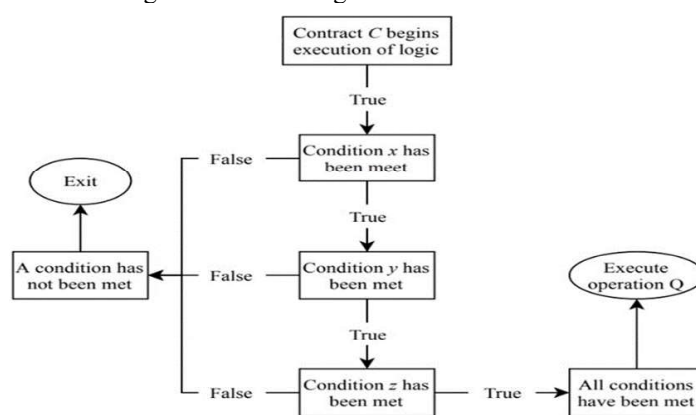 Contract C begins
execution of logic
True
False
Condition x has
been meet
Exit
True
A condition has
not been met
False
Condition y has
been met
Execute
operation Q
True
False
Condition z has
been met
True
All conditions
have been met